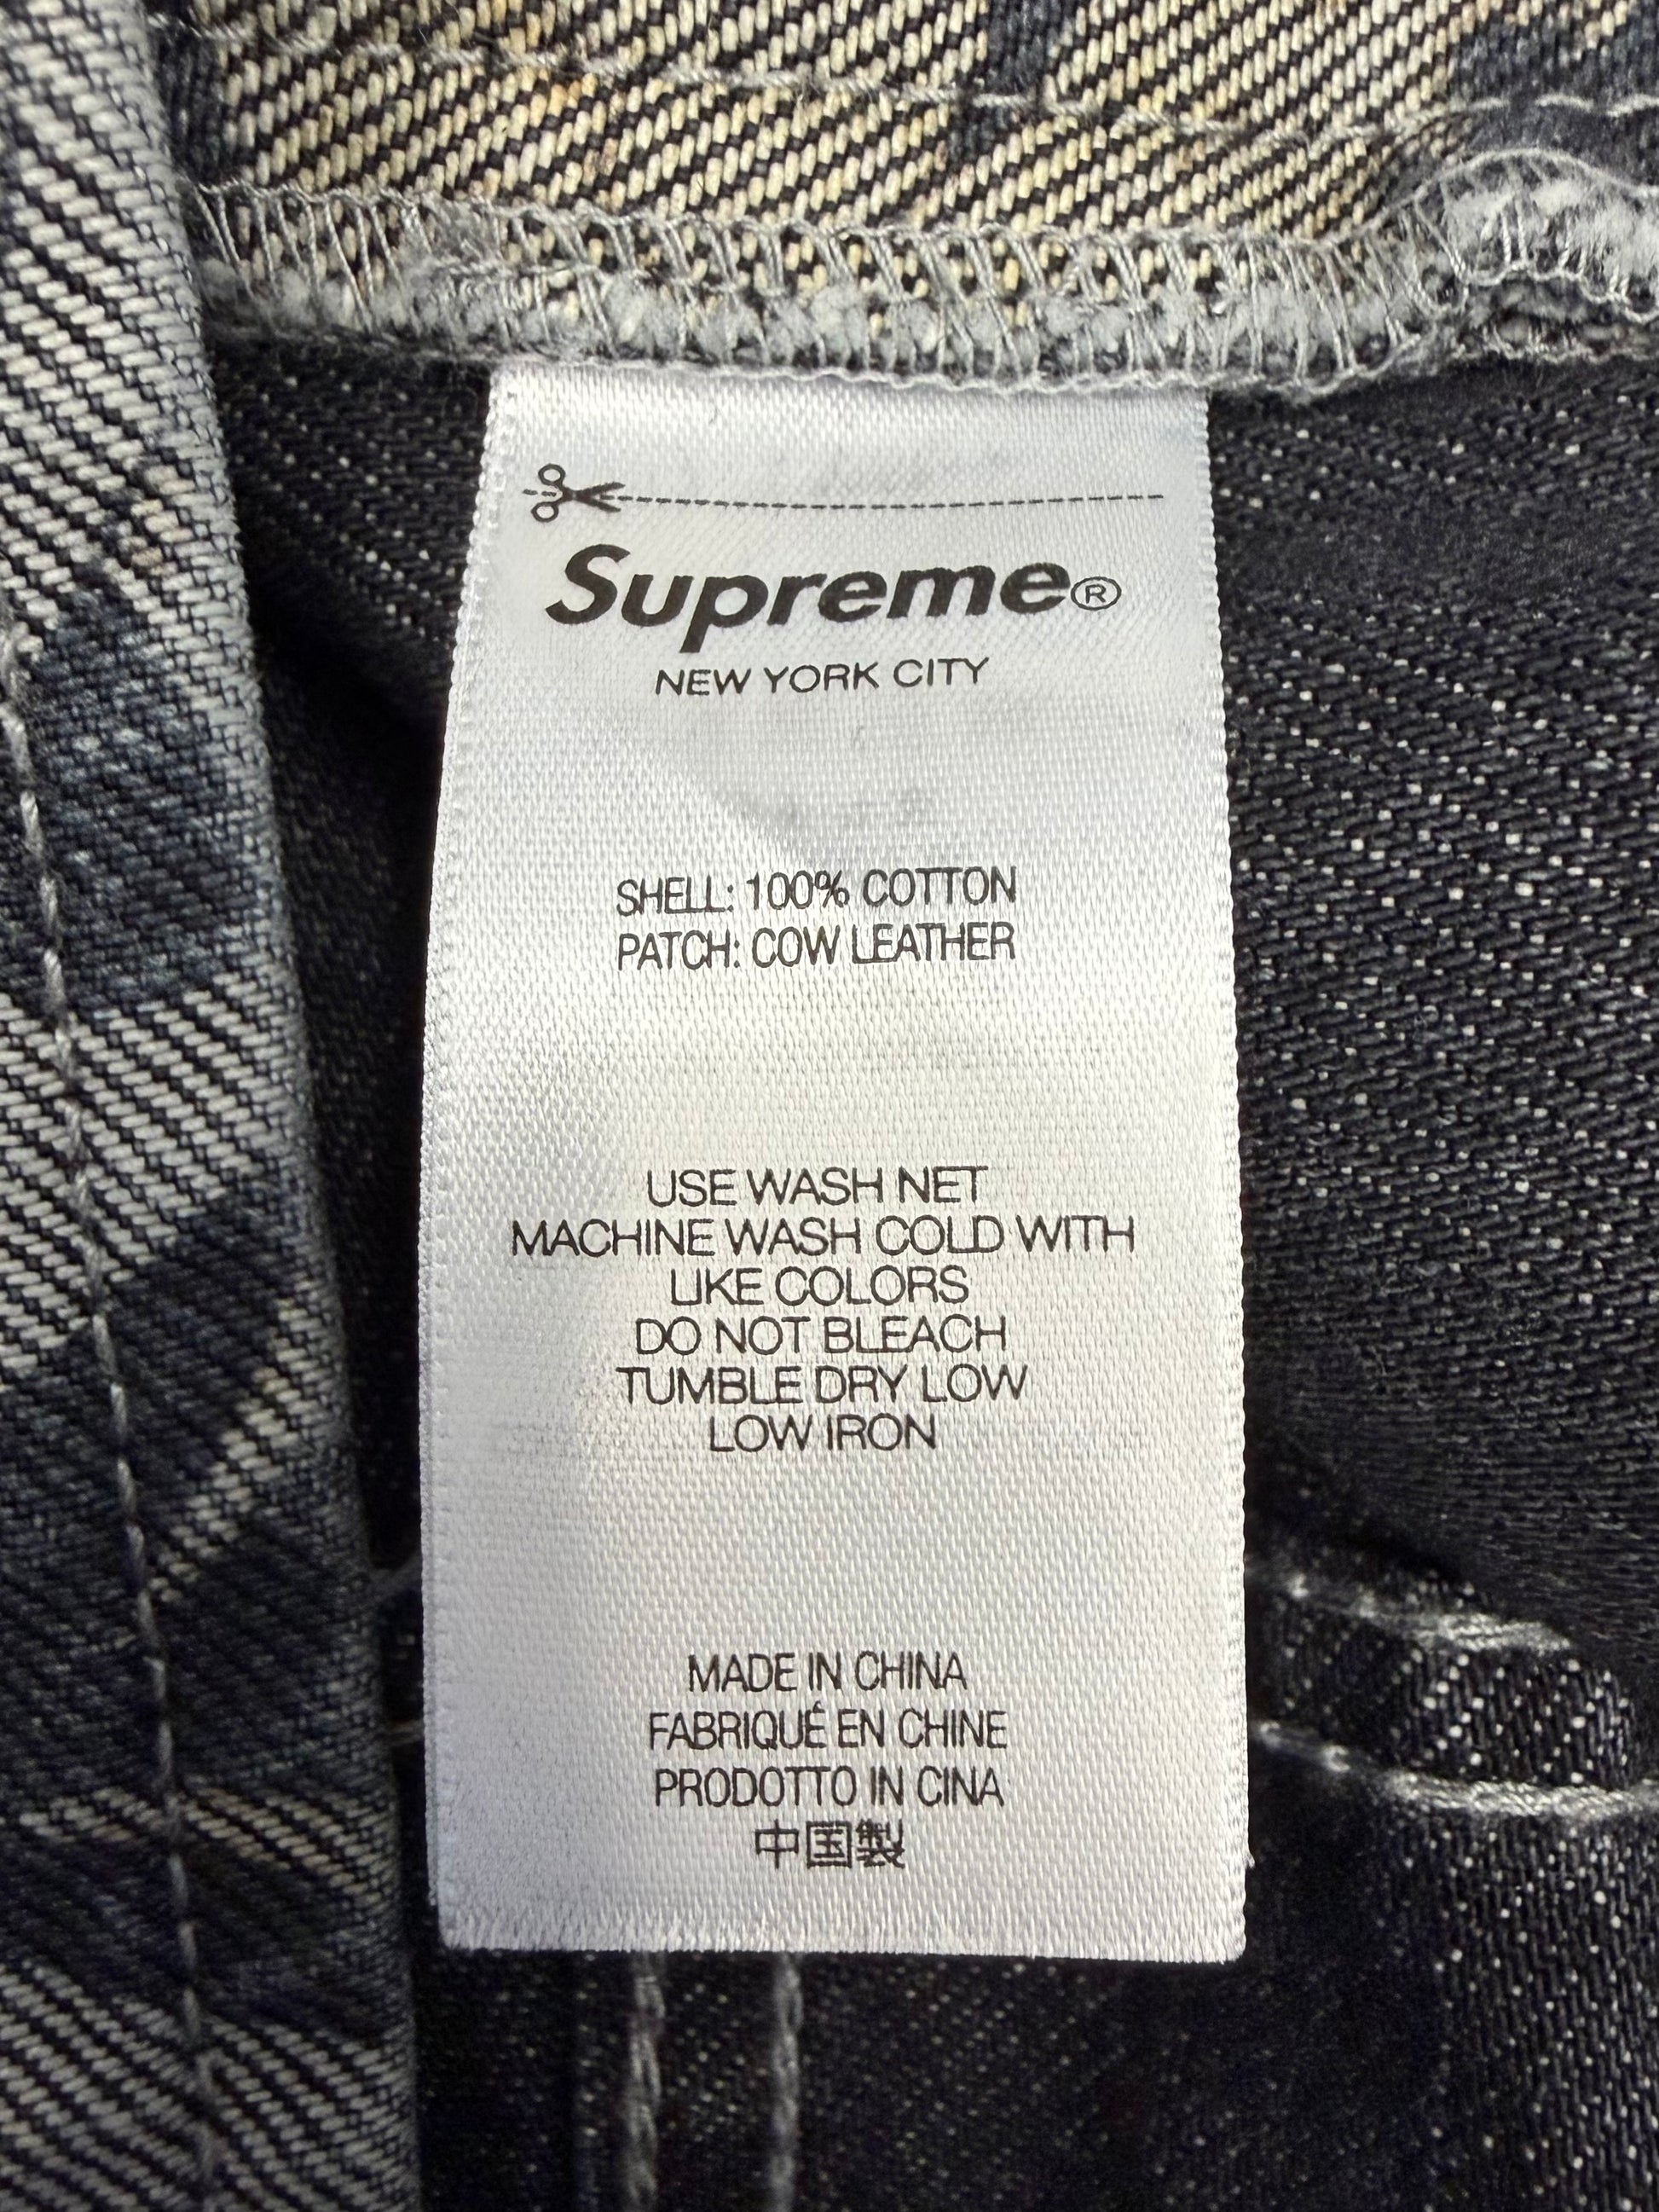 Supreme®
NEW YORK CITY
SHELL: 100% COTTON
PATCH: COW LEATHER
USE WASH NET
MACHINE WASH COLD WITH
LIKE COLORS
DO NOT BLEACH
TUMBLE DRY LOW
LOW IRON
MADE IN CHINA
FABRIQUÉ EN CHINE
PRODOTTO IN CINA
中国製